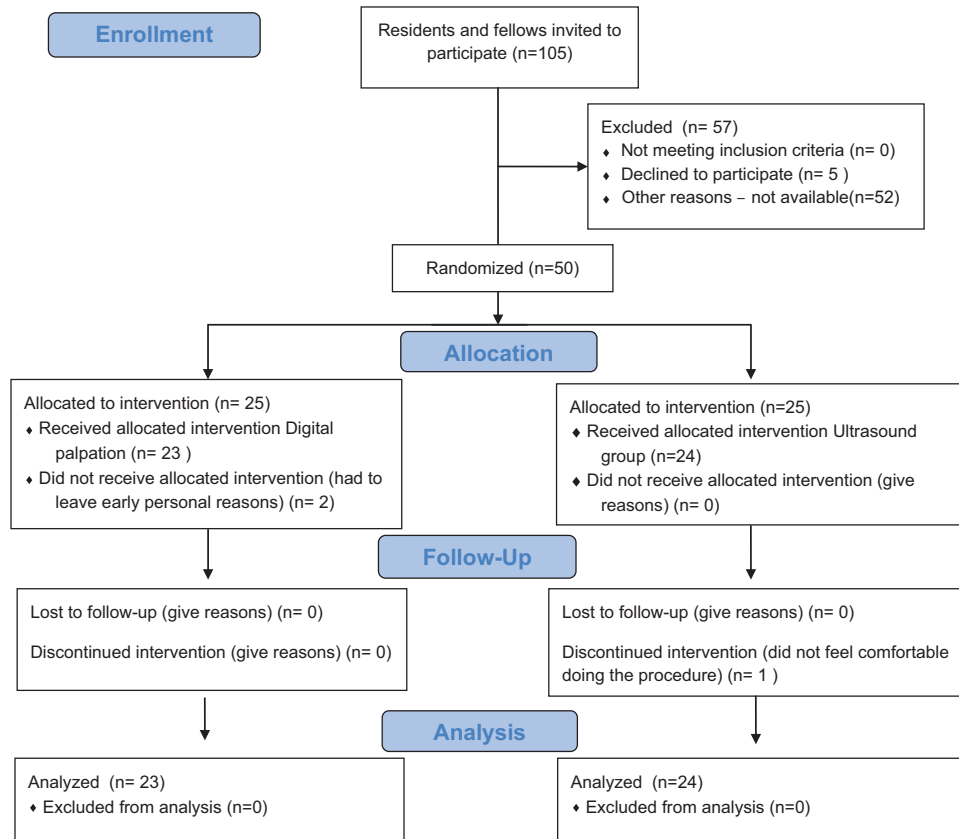 Enrollment
Residents and fellows invited to
participate (n=105)
Excluded (n= 57)
♦ Not meeting inclusion criteria (n= 0)
♦ Declined to participate (n= 5 )
♦ Other reasons – not available(n=52)
Randomized (n=50)
Allocation
Allocated to intervention (n= 25)
♦ Received allocated intervention Digital
palpation (n= 23 )
♦ Did not receive allocated intervention (had to
leave early personal reasons) (n= 2)
Allocated to intervention (n=25)
♦ Received allocated intervention Ultrasound
group (n=24)
♦ Did not receive allocated intervention (give
reasons) (n= 0)
Follow-Up
Lost to follow-up (give reasons) (n= 0)
Discontinued intervention (give reasons) (n= 0)
Lost to follow-up (give reasons) (n= 0)
Discontinued intervention (did not feel comfortable
doing the procedure) (n= 1 )
Analysis
Analyzed (n= 23)
♦ Excluded from analysis (n=0)
Analyzed (n=24)
♦ Excluded from analysis (n=0)